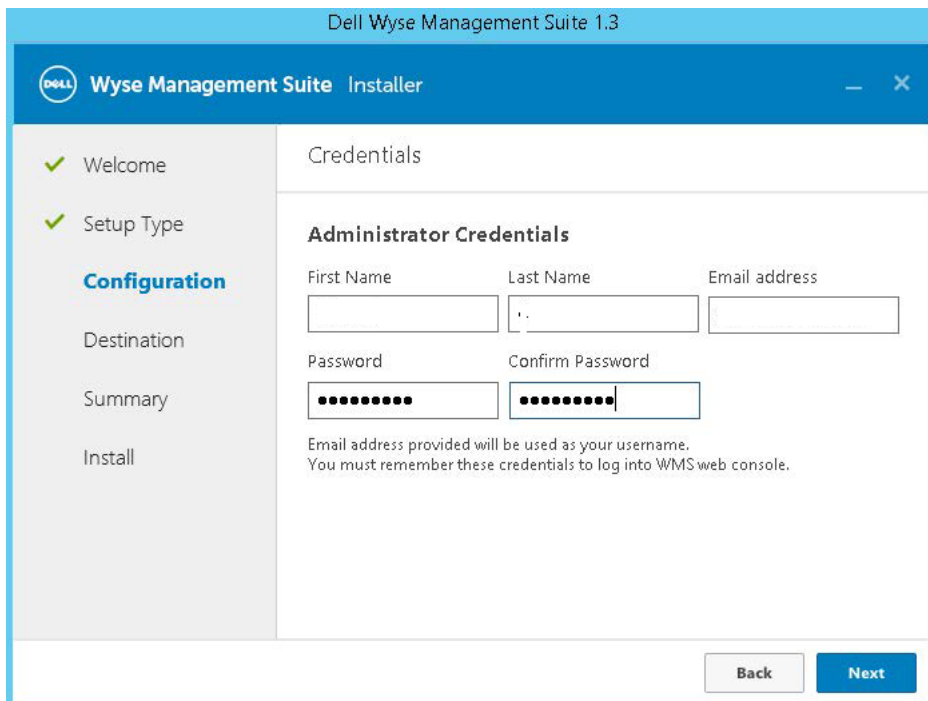 Dell Wyse Management Suite 1.3
DELL Wyse Management Suite Installer
Welcome
Setup Type
Configuration
Destination
Summary
Install
Credentials
Administrator Credentials
First Name Last Name Email address
Password Confirm Password
●●●●●●●●● ●●●●●●●●●
Email address provided will be used as your username.
You must remember these credentials to log into WMS web console.
Back Next